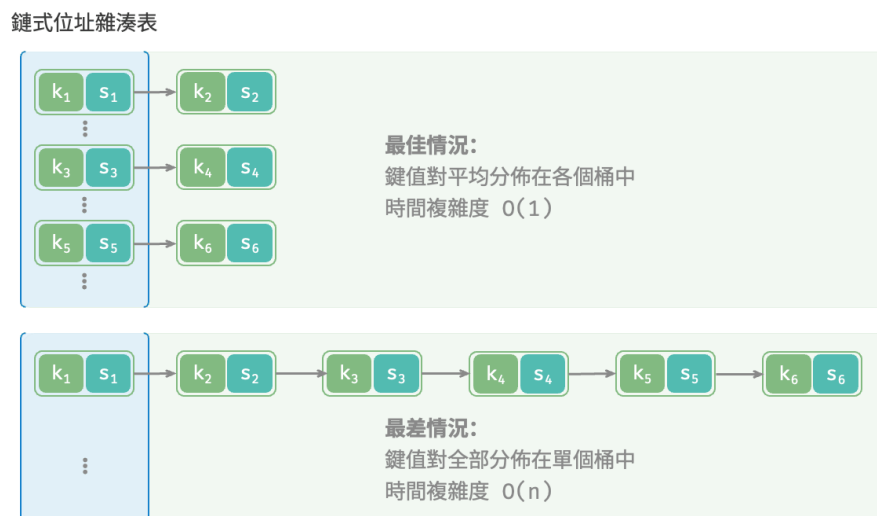 鏈式位址雜湊表
k₁ s₁ k₂ s₂
k₃ s₃ k₄ s₄
最佳情況：
鍵值對平均分佈在各個桶中
時間複雜度 O(1)
k₅ s₅ k₆ s₆
k₁ s₁ k₂ s₂ k₃ s₃ k₄ s₄ k₅ s₅ k₆ s₆
最差情況：
鍵值對全部分佈在單個桶中
時間複雜度 O(n)